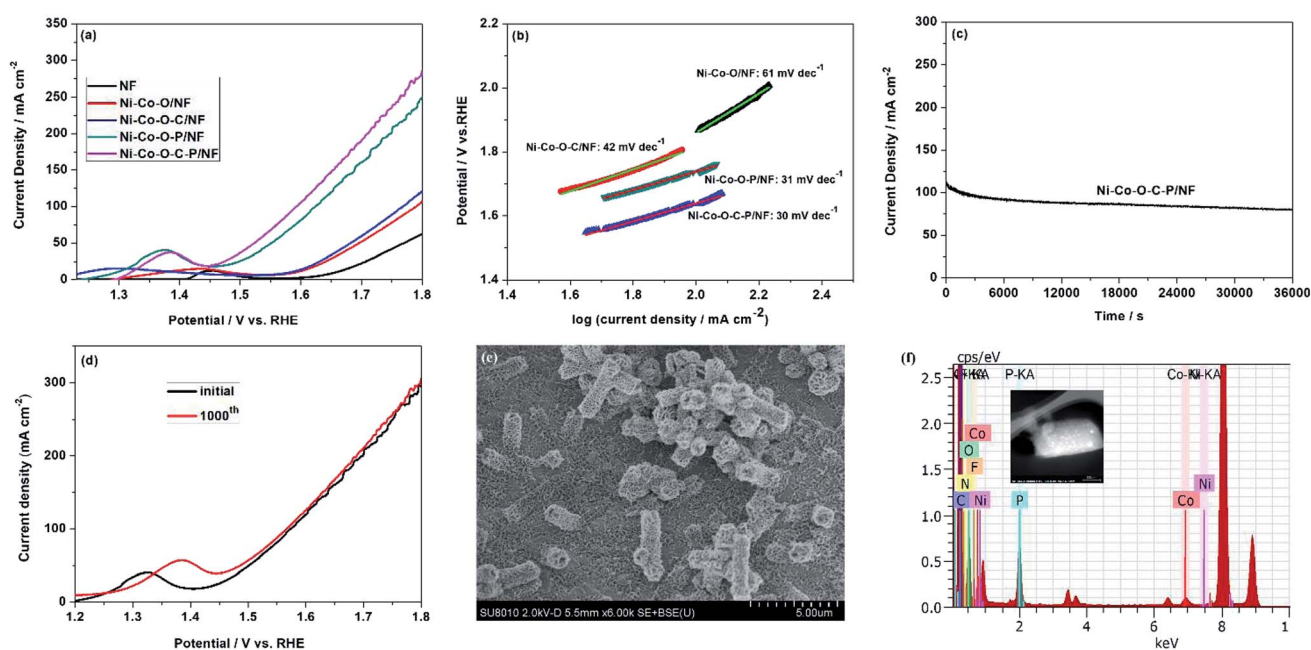 (a)
350
300
250
200
150
100
50
0
Current Density / mA cm-2
NF
Ni-Co-O/NF
Ni-Co-O-C/NF
Ni-Co-O-P/NF
Ni-Co-O-C-P/NF
1.3 1.4 1.5 1.6 1.7 1.8
Potential / V vs. RHE
(b)
2.2
2.0
1.8
1.6
1.4
Potential / V vs.RHE
Ni-Co-O/NF: 61 mV dec-1
Ni-Co-O-C/NF: 42 mV dec-1
Ni-Co-O-P/NF: 31 mV dec-1
Ni-Co-O-C-P/NF: 30 mV dec-1
1.4 1.6 1.8 2.0 2.2 2.4
log (current density / mA cm-2)
(c)
300
250
200
150
100
50
0
Current Density / mA cm-2
Ni-Co-O-C-P/NF
0 6000 12000 18000 24000 30000 36000
Time / s
(d)
300
200
100
0
Current density (mA cm-2)
initial
1000th
1.2 1.3 1.4 1.5 1.6 1.7 1.8
Potential / V vs. RHE
(e)
SU8010 2.0kV-D 5.5mm x6.00k SE+BSE(U)
5.00um
(f)
cps/eV
2.5
2.0
1.5
1.0
0.5
0.0
P-KA
Co-KA
Ni-KA
Co
O
F
N
C
Ni
P
Co
Ni
2 4 6 8 1
keV